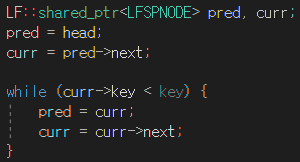 LF::shared_ptr<LFSPNODE> pred, curr;
pred = head;
curr = pred->next;
while (curr->key < key) {
pred = curr;
curr = curr->next;
}